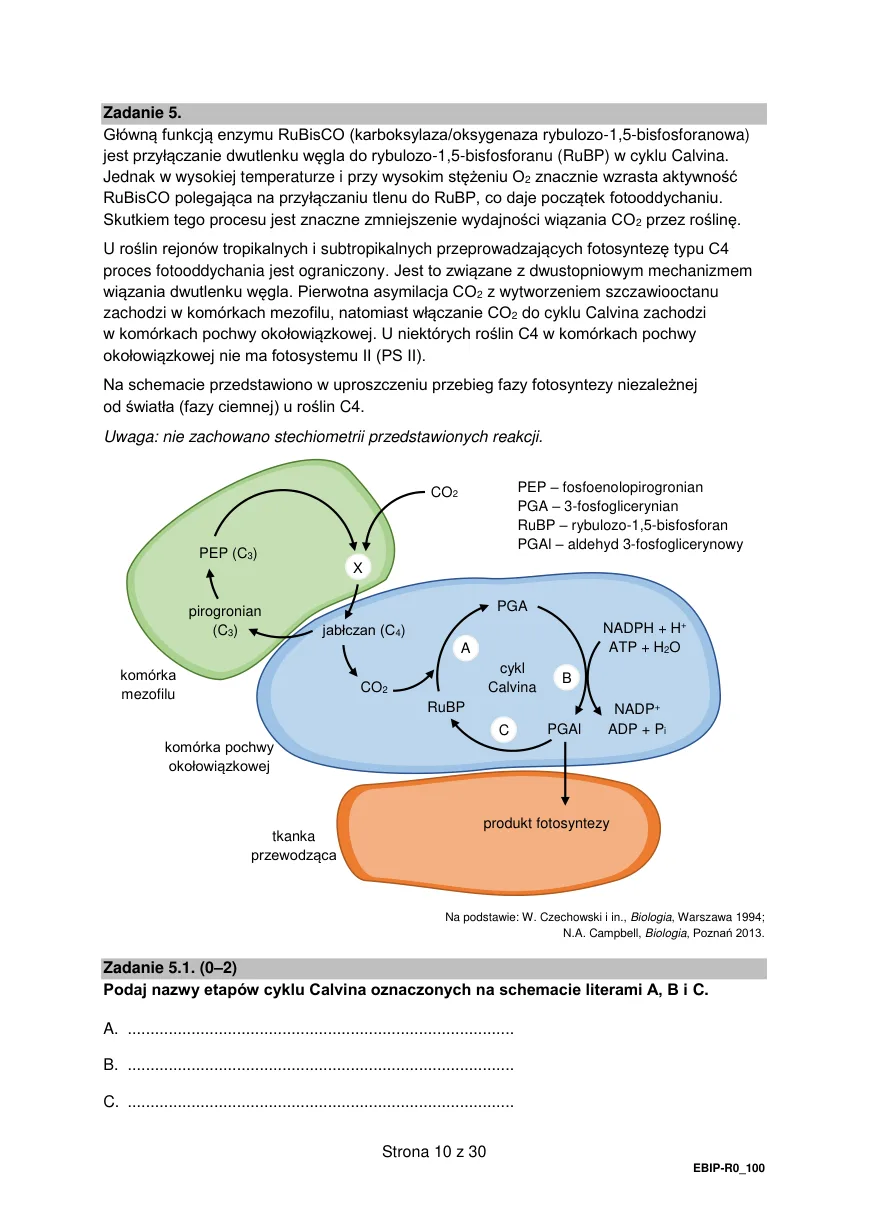 Zadanie 5.
Główną funkcją enzymu RuBisCO (karboksylaza/oksygenaza rybulozo-1,5-bisfosforanowa)
jest przyłączanie dwutlenku węgla do rybulozo-1,5-bisfosforanu (RuBP) w cyklu Calvina.
Jednak w wysokiej temperaturze i przy wysokim stężeniu O₂ znacznie wzrasta aktywność
RuBisCO polegająca na przyłączaniu tlenu do RuBP, co daje początek fotooddychaniu.
Skutkiem tego procesu jest znaczne zmniejszenie wydajności wiązania CO₂ przez roślinę.
U roślin rejonów tropikalnych i subtropikalnych przeprowadzających fotosyntezę typu C4
proces fotooddychania jest ograniczony. Jest to związane z dwustopniowym mechanizmem
wiązania dwutlenku węgla. Pierwotna asymilacja CO₂ z wytworzeniem szczawiooctanu
zachodzi w komórkach mezofilu, natomiast włączanie CO₂ do cyklu Calvina zachodzi
w komórkach pochwy okołowiązkowej. U niektórych roślin C4 w komórkach pochwy
okołowiązkowej nie ma fotosystemu II (PS II).
Na schemacie przedstawiono w uproszczeniu przebieg fazy fotosyntezy niezależnej
od światła (fazy ciemnej) u roślin C4.
Uwaga: nie zachowano stechiometrii przedstawionych reakcji.
CO₂
PEP – fosfoenolopirogronian
PGA – 3-fosfoglicerynian
RuBP – rybulozo-1,5-bisfosforan
PGAl – aldehyd 3-fosfoglicerynowy
PEP (C₃)
X
pirogronian
(C₃)
jabłczan (C₄)
PGA
NADPH + H⁺
ATP + H₂O
A
cykl
Calvina
B
CO₂
RuBP
C
PGAl
NADP⁺
ADP + Pᵢ
komórka
mezofilu
komórka pochwy
okołowiązkowej
produkt fotosyntezy
tkanka
przewodząca
Na podstawie: W. Czechowski i in., Biologia, Warszawa 1994;
N.A. Campbell, Biologia, Poznań 2013.
Zadanie 5.1. (0–2)
Podaj nazwy etapów cyklu Calvina oznaczonych na schemacie literami A, B i C.
A. ....................................................................................
B. ....................................................................................
C. ....................................................................................
Strona 10 z 30
EBIP-R0_100